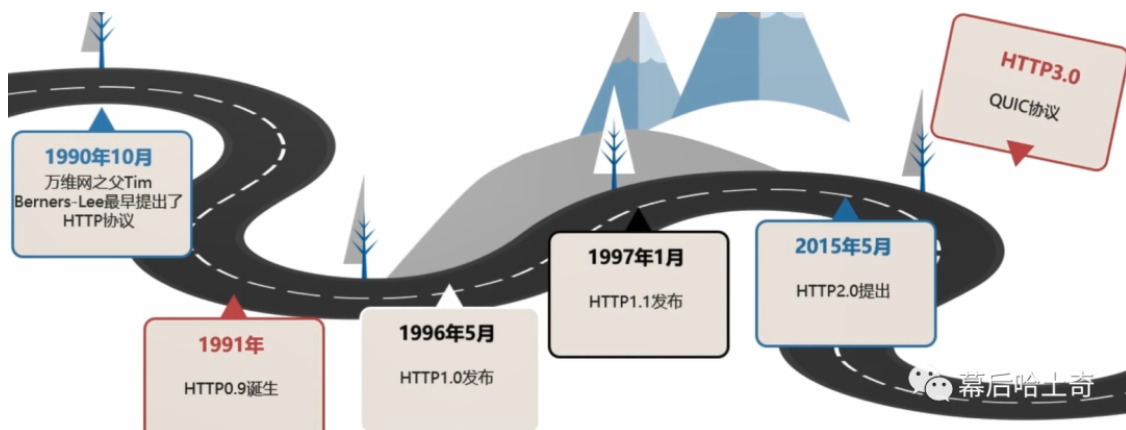 1990年10月
万维网之父Tim
Berners-Lee最早提出了
HTTP协议
1991年
HTTP0.9诞生
1996年5月
HTTP1.0发布
1997年1月
HTTP1.1发布
2015年5月
HTTP2.0提出
HTTP3.0
QUIC协议
幕后哈士奇